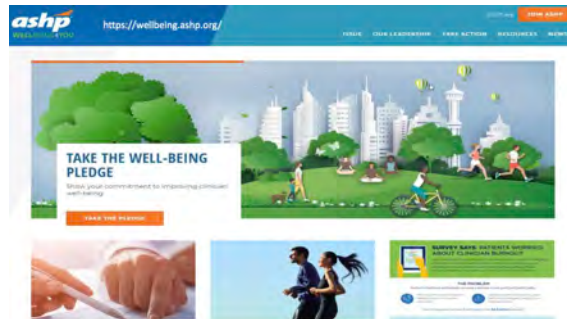 ashp
WELLBEING&YOU
https://wellbeing.ashp.org/
JOIN ASHP
ISSUE OUR LEADERSHIP TAKE ACTION RESOURCES NEWS
TAKE THE WELL-BEING
PLEDGE
Show your commitment to improving clinician
well-being.
TAKE THE PLEDGE
SURVEY SAYS: PATIENTS WORRIED
ABOUT CLINICIAN BURNOUT
THE PROBLEM